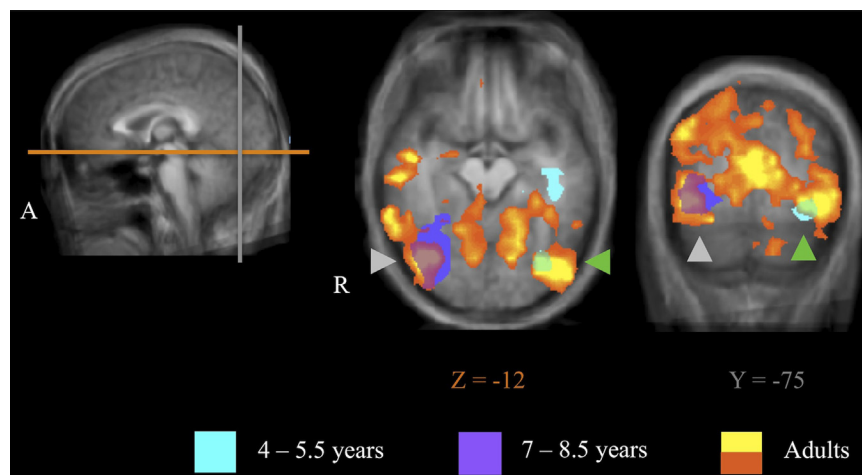 A
R
Z = -12
Y = -75
4 – 5.5 years
7 – 8.5 years
Adults